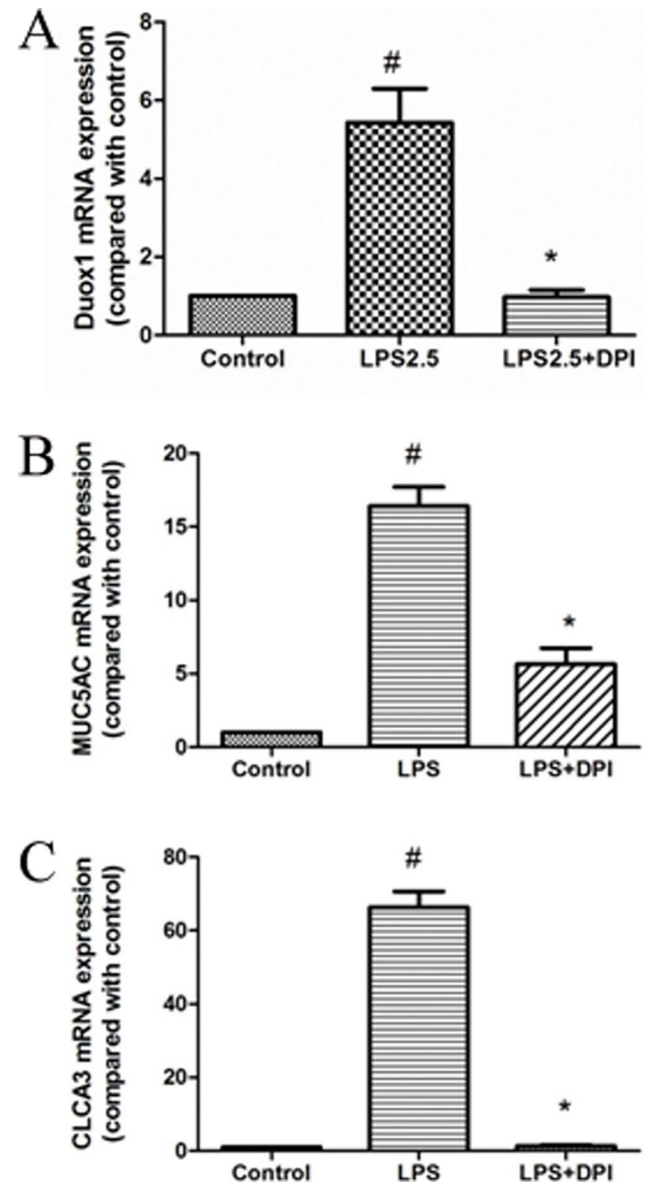 A
Duox1 mRNA expression
(compared with control)
8
6
4
2
0
#
*
Control LPS2.5 LPS2.5+DPI
B
MUC5AC mRNA expression
(compared with control)
20
15
10
5
0
#
*
Control LPS LPS+DPI
C
CLCA3 mRNA expression
(compared with control)
80
60
40
20
0
#
*
Control LPS LPS+DPI